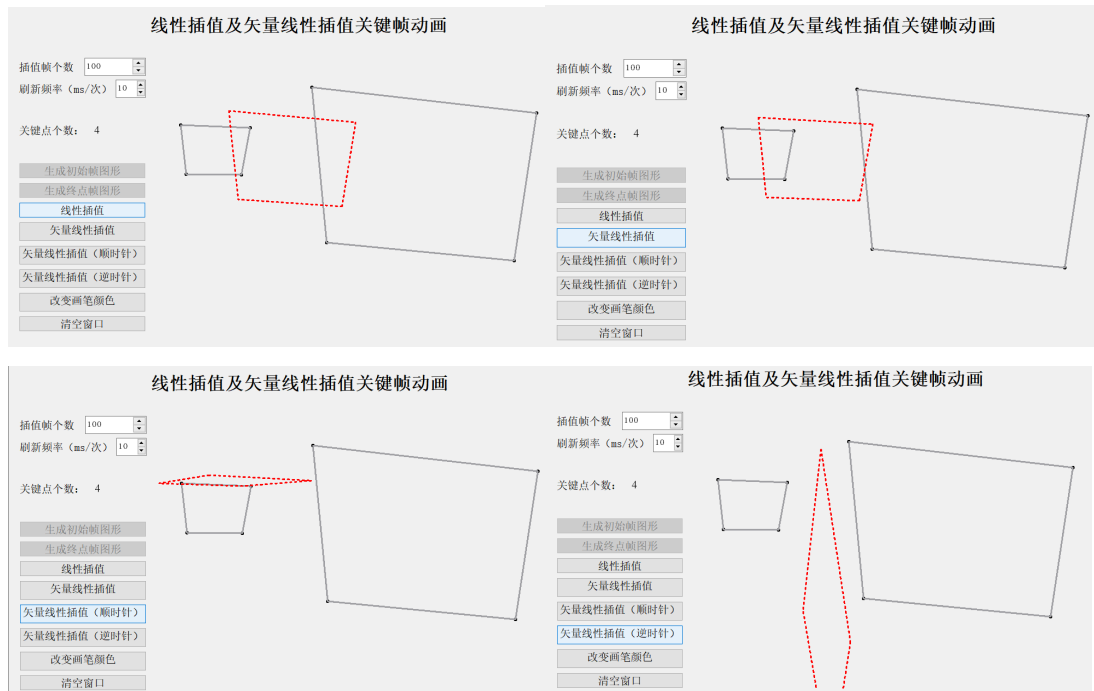 线性插值及矢量线性插值关键帧动画
插值帧个数 100
刷新频率（ms/次） 10
关键点个数： 4
生成初始帧图形
生成终点帧图形
线性插值
矢量线性插值
矢量线性插值（顺时针）
矢量线性插值（逆时针）
改变画笔颜色
清空窗口
线性插值及矢量线性插值关键帧动画
插值帧个数 100
刷新频率（ms/次） 10
关键点个数： 4
生成初始帧图形
生成终点帧图形
线性插值
矢量线性插值
矢量线性插值（顺时针）
矢量线性插值（逆时针）
改变画笔颜色
清空窗口
线性插值及矢量线性插值关键帧动画
插值帧个数 100
刷新频率（ms/次） 10
关键点个数： 4
生成初始帧图形
生成终点帧图形
线性插值
矢量线性插值
矢量线性插值（顺时针）
矢量线性插值（逆时针）
改变画笔颜色
清空窗口
线性插值及矢量线性插值关键帧动画
插值帧个数 100
刷新频率（ms/次） 10
关键点个数： 4
生成初始帧图形
生成终点帧图形
线性插值
矢量线性插值
矢量线性插值（顺时针）
矢量线性插值（逆时针）
改变画笔颜色
清空窗口